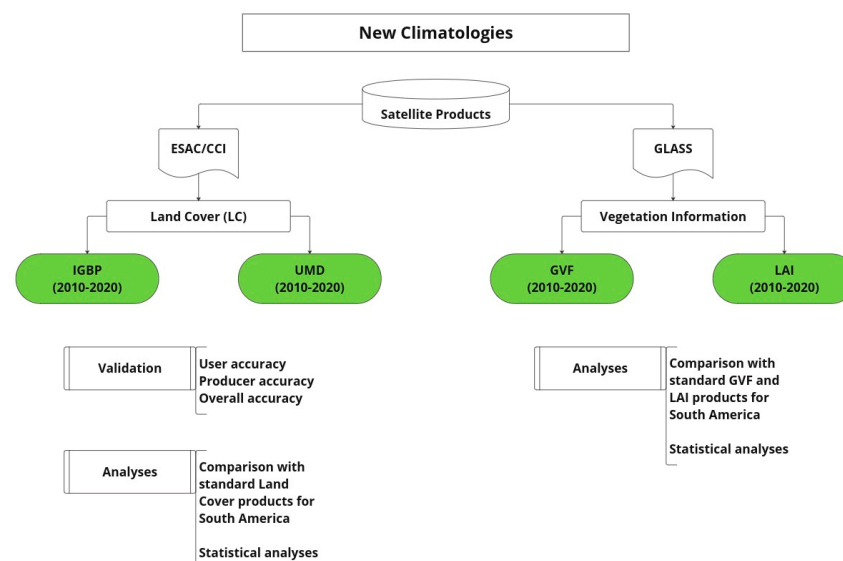 New Climatologies
Satellite Products
ESAC/CCI
GLASS
Land Cover (LC)
Vegetation Information
IGBP
(2010-2020)
UMD
(2010-2020)
GVF
(2010-2020)
LAI
(2010-2020)
Validation
User accuracy
Producer accuracy
Overall accuracy
Analyses
Comparison with
standard GVF and
LAI products for
South America
Statistical analyses
Analyses
Comparison with
standard Land
Cover products for
South America
Statistical analyses